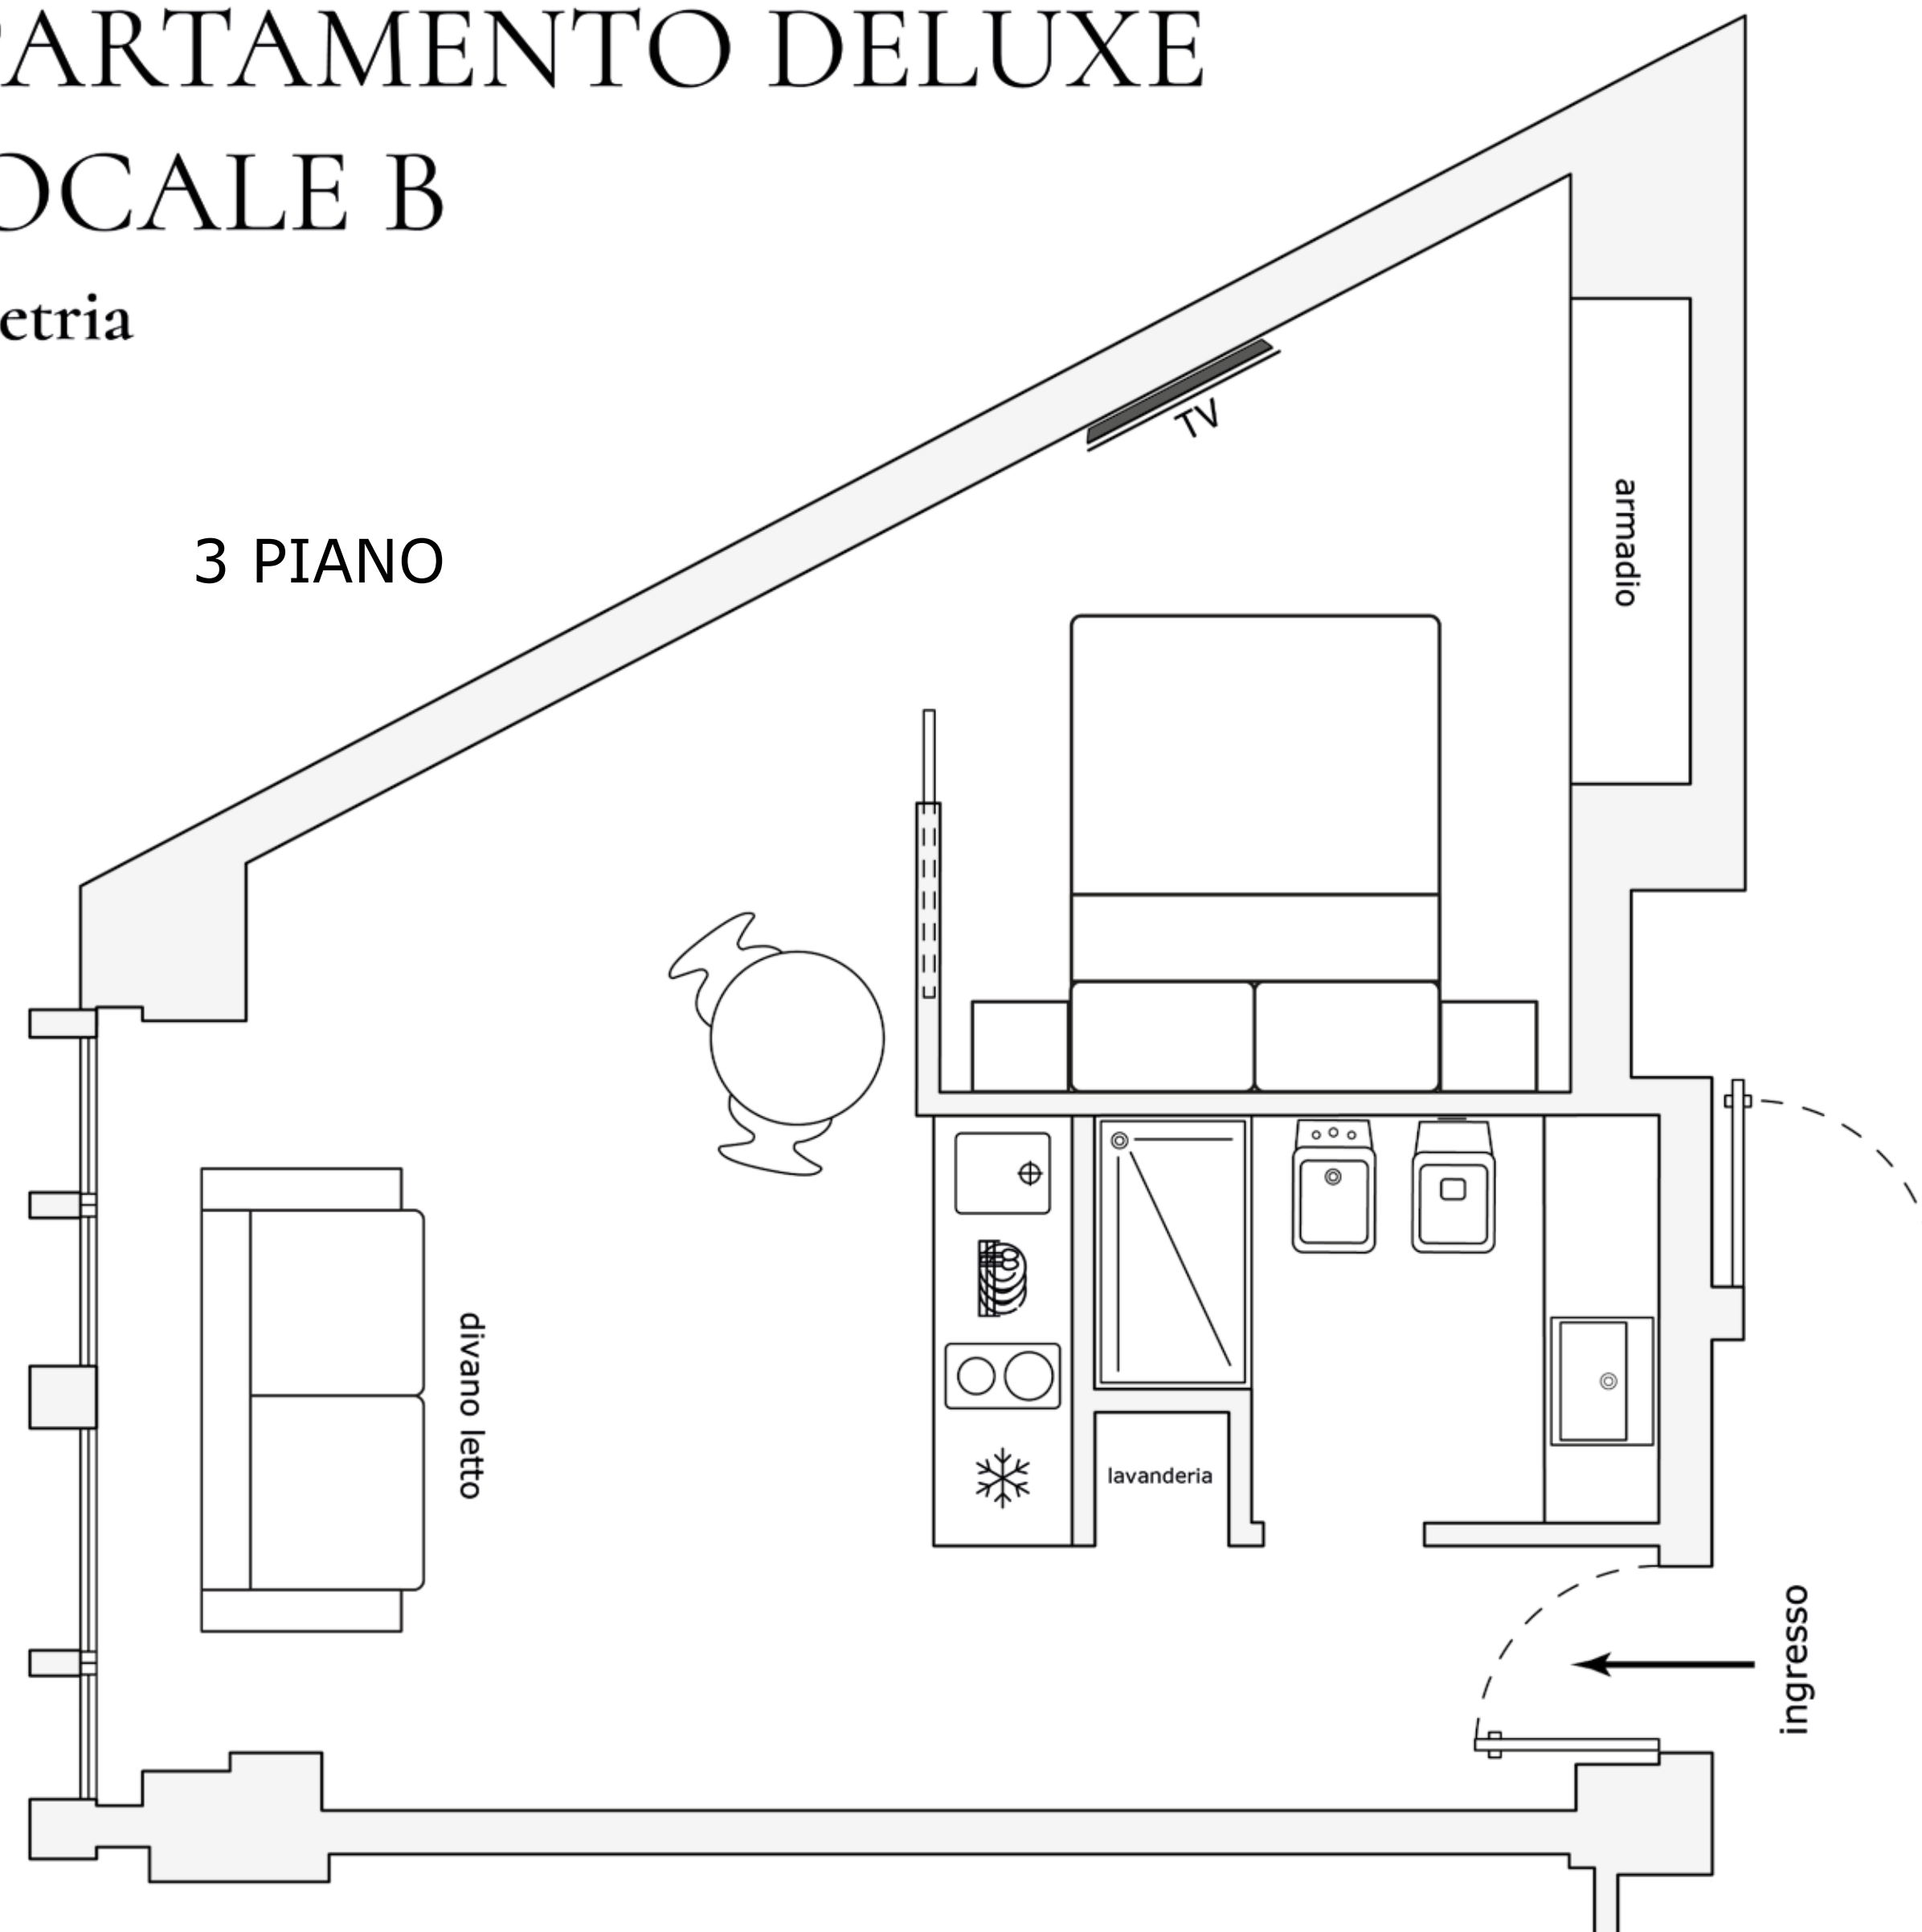 PARTAMENTO DELUXE
OCALE B
etria
3 PIANO
TV
armadio
divano letto
lavanderia
ingresso